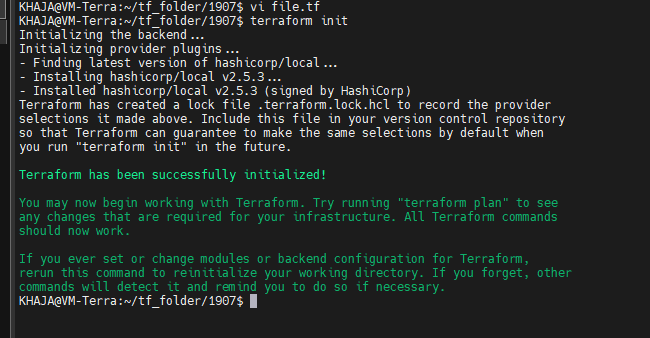 KHAJA@VM-Terra:~/tf_folder/1907$ vi file.tf
KHAJA@VM-Terra:~/tf_folder/1907$ terraform init
Initializing the backend...
Initializing provider plugins...
- Finding latest version of hashicorp/local...
- Installing hashicorp/local v2.5.3...
- Installed hashicorp/local v2.5.3 (signed by HashiCorp)
Terraform has created a lock file .terraform.lock.hcl to record the provider
selections it made above. Include this file in your version control repository
so that Terraform can guarantee to make the same selections by default when
you run "terraform init" in the future.
Terraform has been successfully initialized!
You may now begin working with Terraform. Try running "terraform plan" to see
any changes that are required for your infrastructure. All Terraform commands
should now work.
If you ever set or change modules or backend configuration for Terraform,
rerun this command to reinitialize your working directory. If you forget, other
commands will detect it and remind you to do so if necessary.
KHAJA@VM-Terra:~/tf_folder/1907$